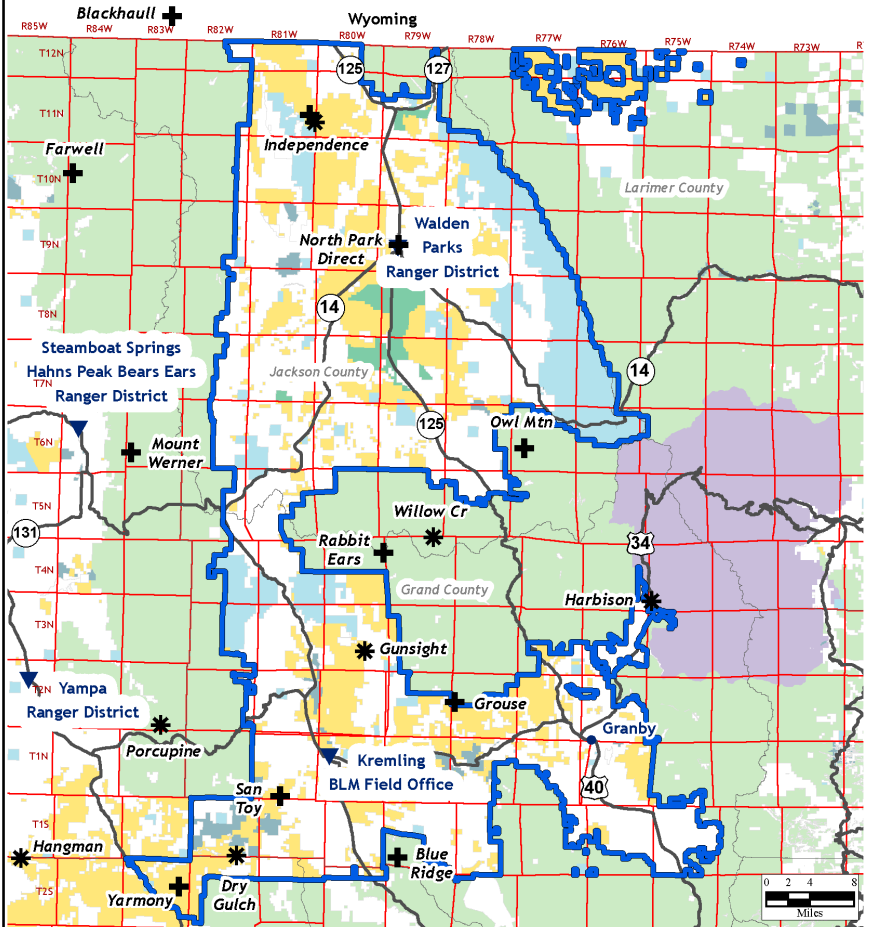 Blackhaull
Wyoming
R85W
R84W
R83W
R82W
R81W
R80W
R79W
R78W
R77W
R76W
R75W
R74W
R73W
T12N
125
127
T11N
Independence
Farwell
T10N
Larimer County
T9N
North Park
Direct
Walden
Parks
Ranger District
14
T8N
Steamboat Springs
Hahns Peak Bears Ears
Ranger District
Jackson County
14
T7N
125
Owl Mtn
T6N
Mount
Werner
T5N
Willow Cr
131
34
Rabbit
Ears
T4N
Grand County
Harbison
T3N
Gunsight
T2N
Yampa
Ranger District
Grouse
Granby
Porcupine
T1N
Kremling
BLM Field Office
40
San
Toy
T1S
Hangman
Blue
Ridge
T2S
Yarmony
Dry
Gulch
0 2 4 8
Miles